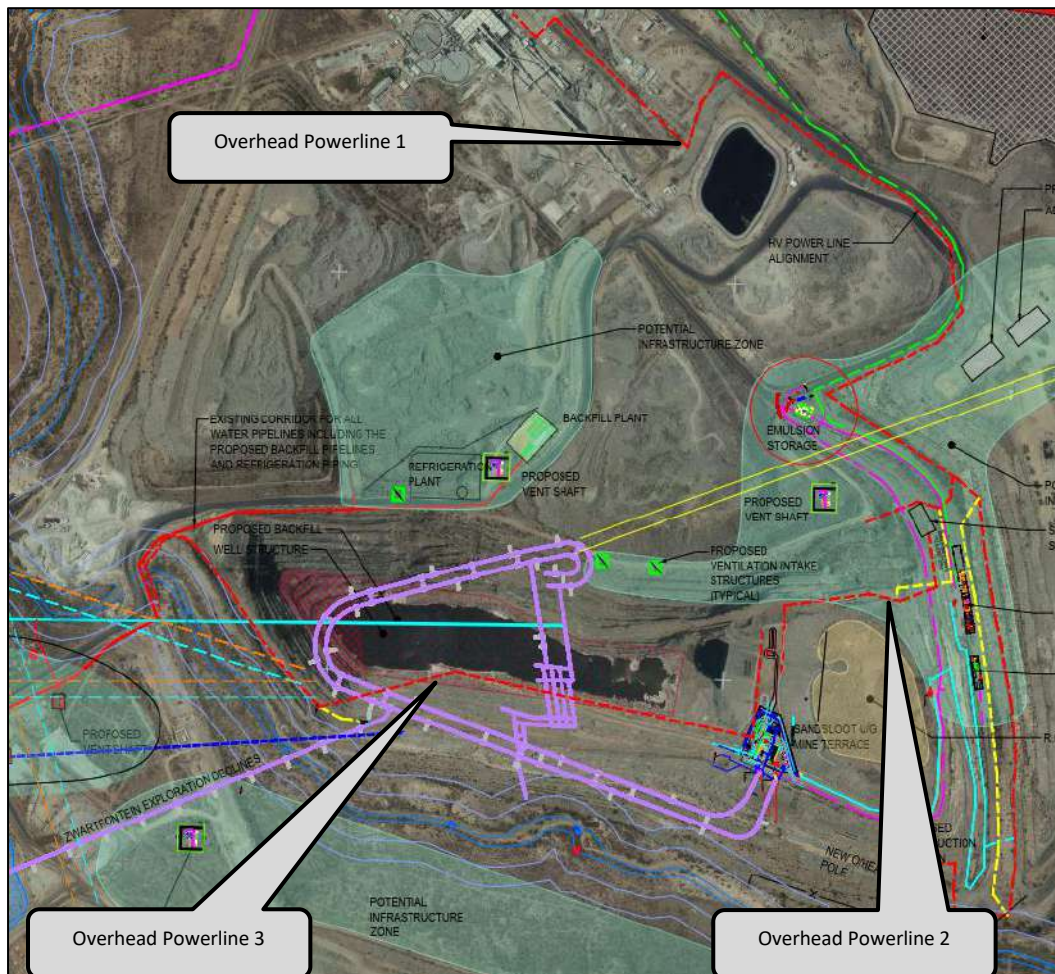 Overhead Powerline 1
HV POWER LINE
ALIGNMENT
POTENTIAL
INFRASTRUCTURE ZONE
EXISTING CORRIDOR FOR ALL
WATER PIPELINES INCLUDING THE
PROPOSED BACKFILL PIPELINES
AND REFRIGERATION PIPING
BACKFILL PLANT
REFRIGERATION
PLANT
PROPOSED
VENT SHAFT
EMULSION
STORAGE
PROPOSED
VENT SHAFT
PROPOSED BACKFILL
WELL STRUCTURE
PROPOSED
VENTILATION INTAKE
STRUCTURES
(TYPICAL)
PROPOSED
VENT SHAFT
SANDSLOOT U/G
MINE TERRACE
ZWARTFONTEIN EXPLORATION DECLINES
NEW O/HEA
POLE
POTENTIAL
INFRASTRUCTURE
ZONE
Overhead Powerline 3
Overhead Powerline 2